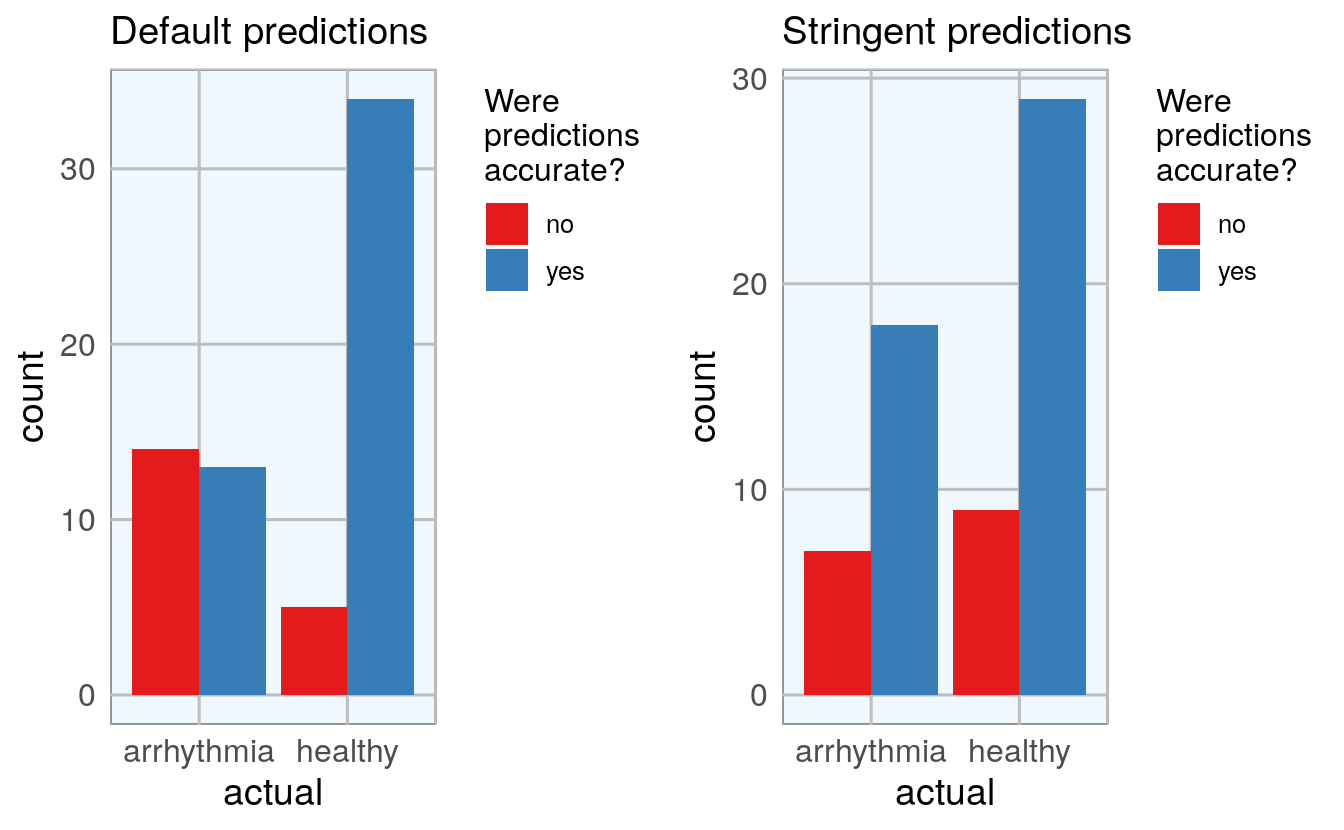 Default predictions
30
20
10
0
count
arrhythmia healthy
actual
Were
predictions
accurate?
no
yes
Stringent predictions
30
20
10
0
count
arrhythmia healthy
actual
Were
predictions
accurate?
no
yes